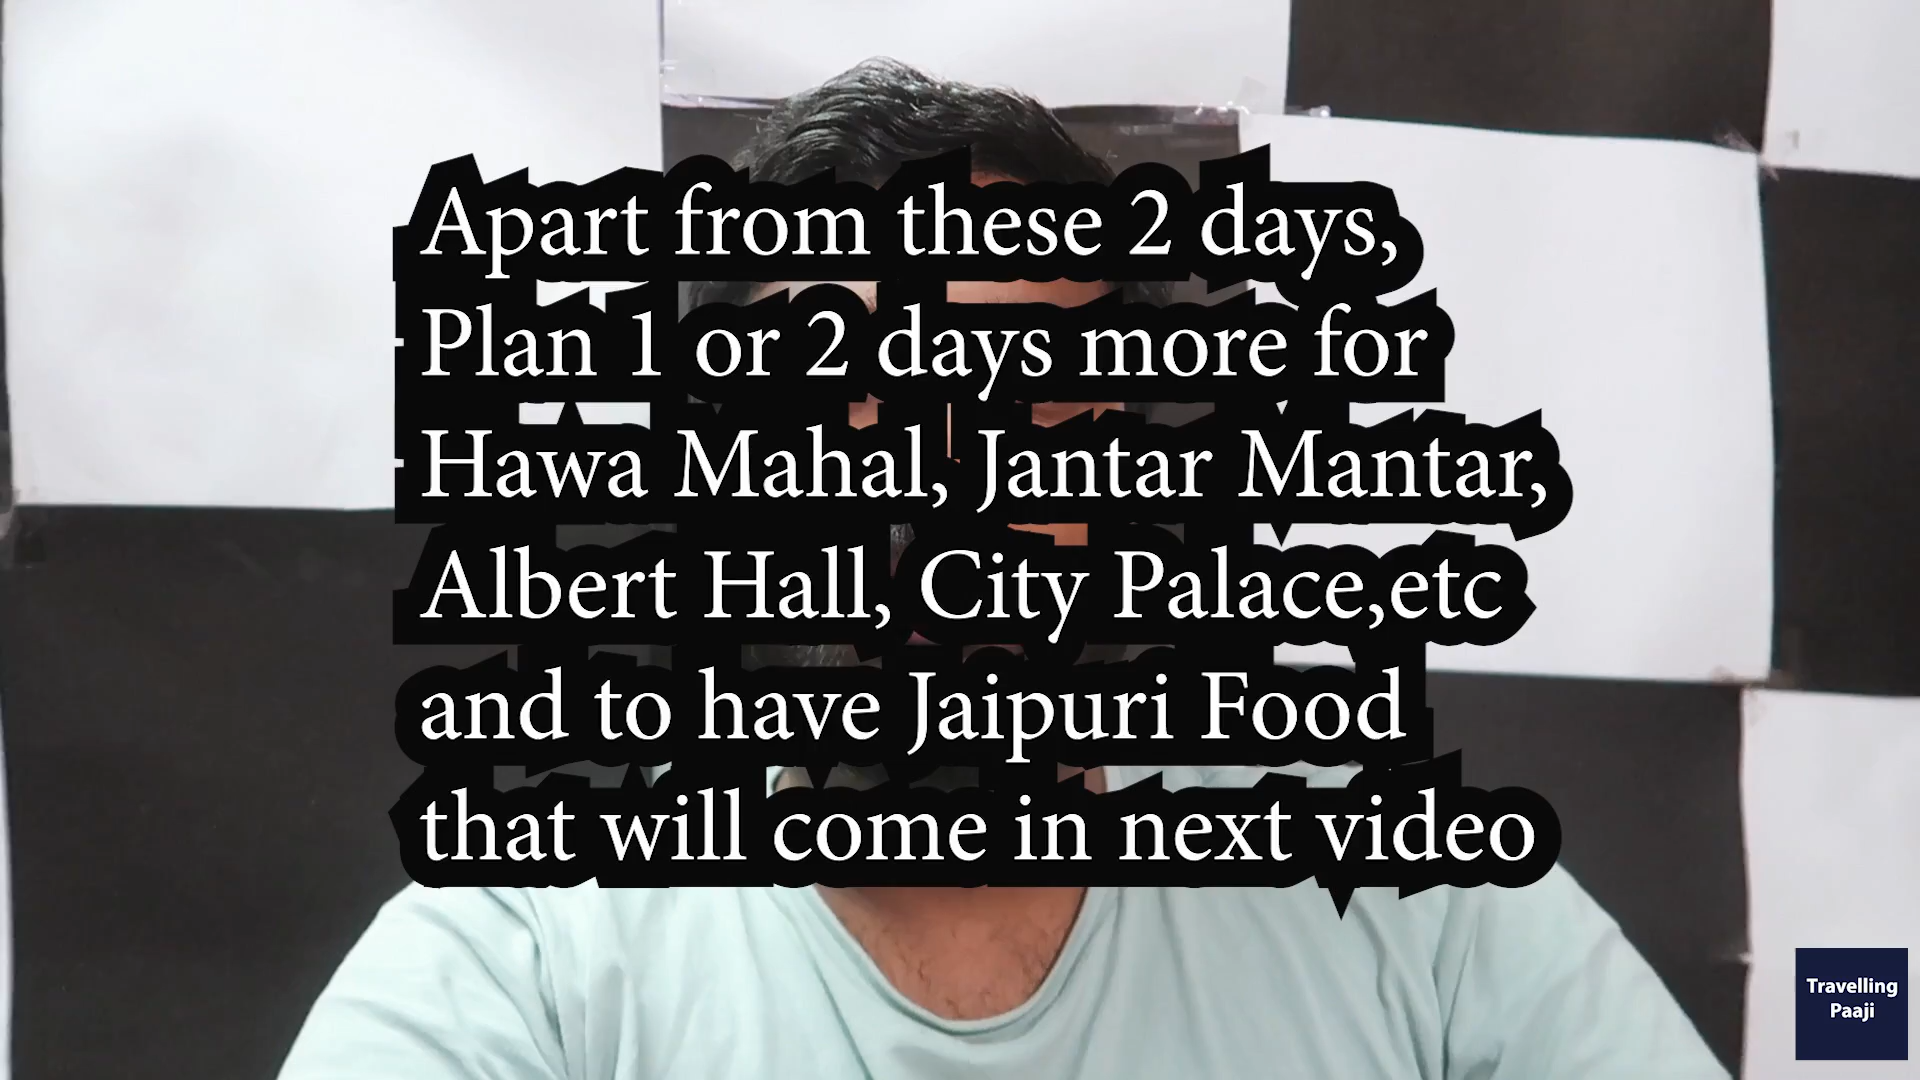 Apart from these 2 days,
Plan 1 or 2 days more for
Hawa Mahal, Jantar Mantar,
Albert Hall, City Palace,etc
and to have Jaipuri Food
that will come in next video
Travelling
Paaji